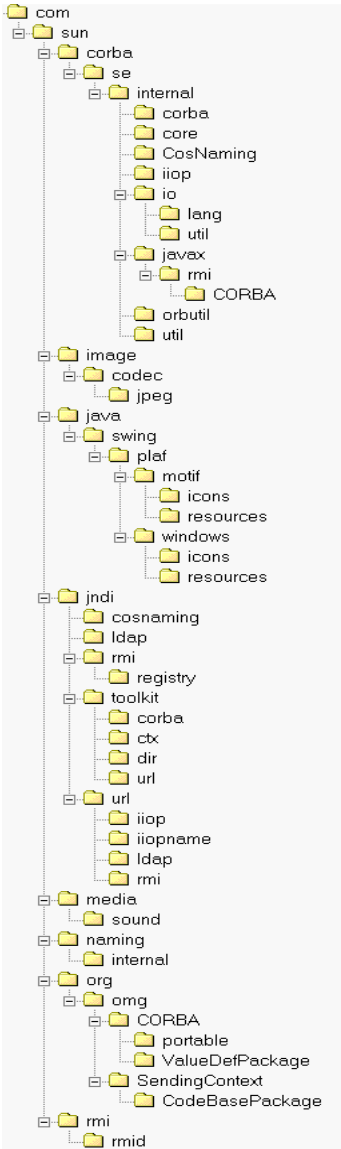 com
sun
corba
se
internal
corba
core
CosNaming
iiop
io
lang
util
javax
rmi
CORBA
orbutil
util
image
codec
jpeg
java
swing
plaf
motif
icons
resources
windows
icons
resources
jndi
cosnaming
ldap
rmi
registry
toolkit
corba
ctx
dir
url
url
iiop
iiopname
ldap
rmi
media
sound
naming
internal
org
omg
CORBA
portable
ValueDefPackage
SendingContext
CodeBasePackage
rmi
rmid